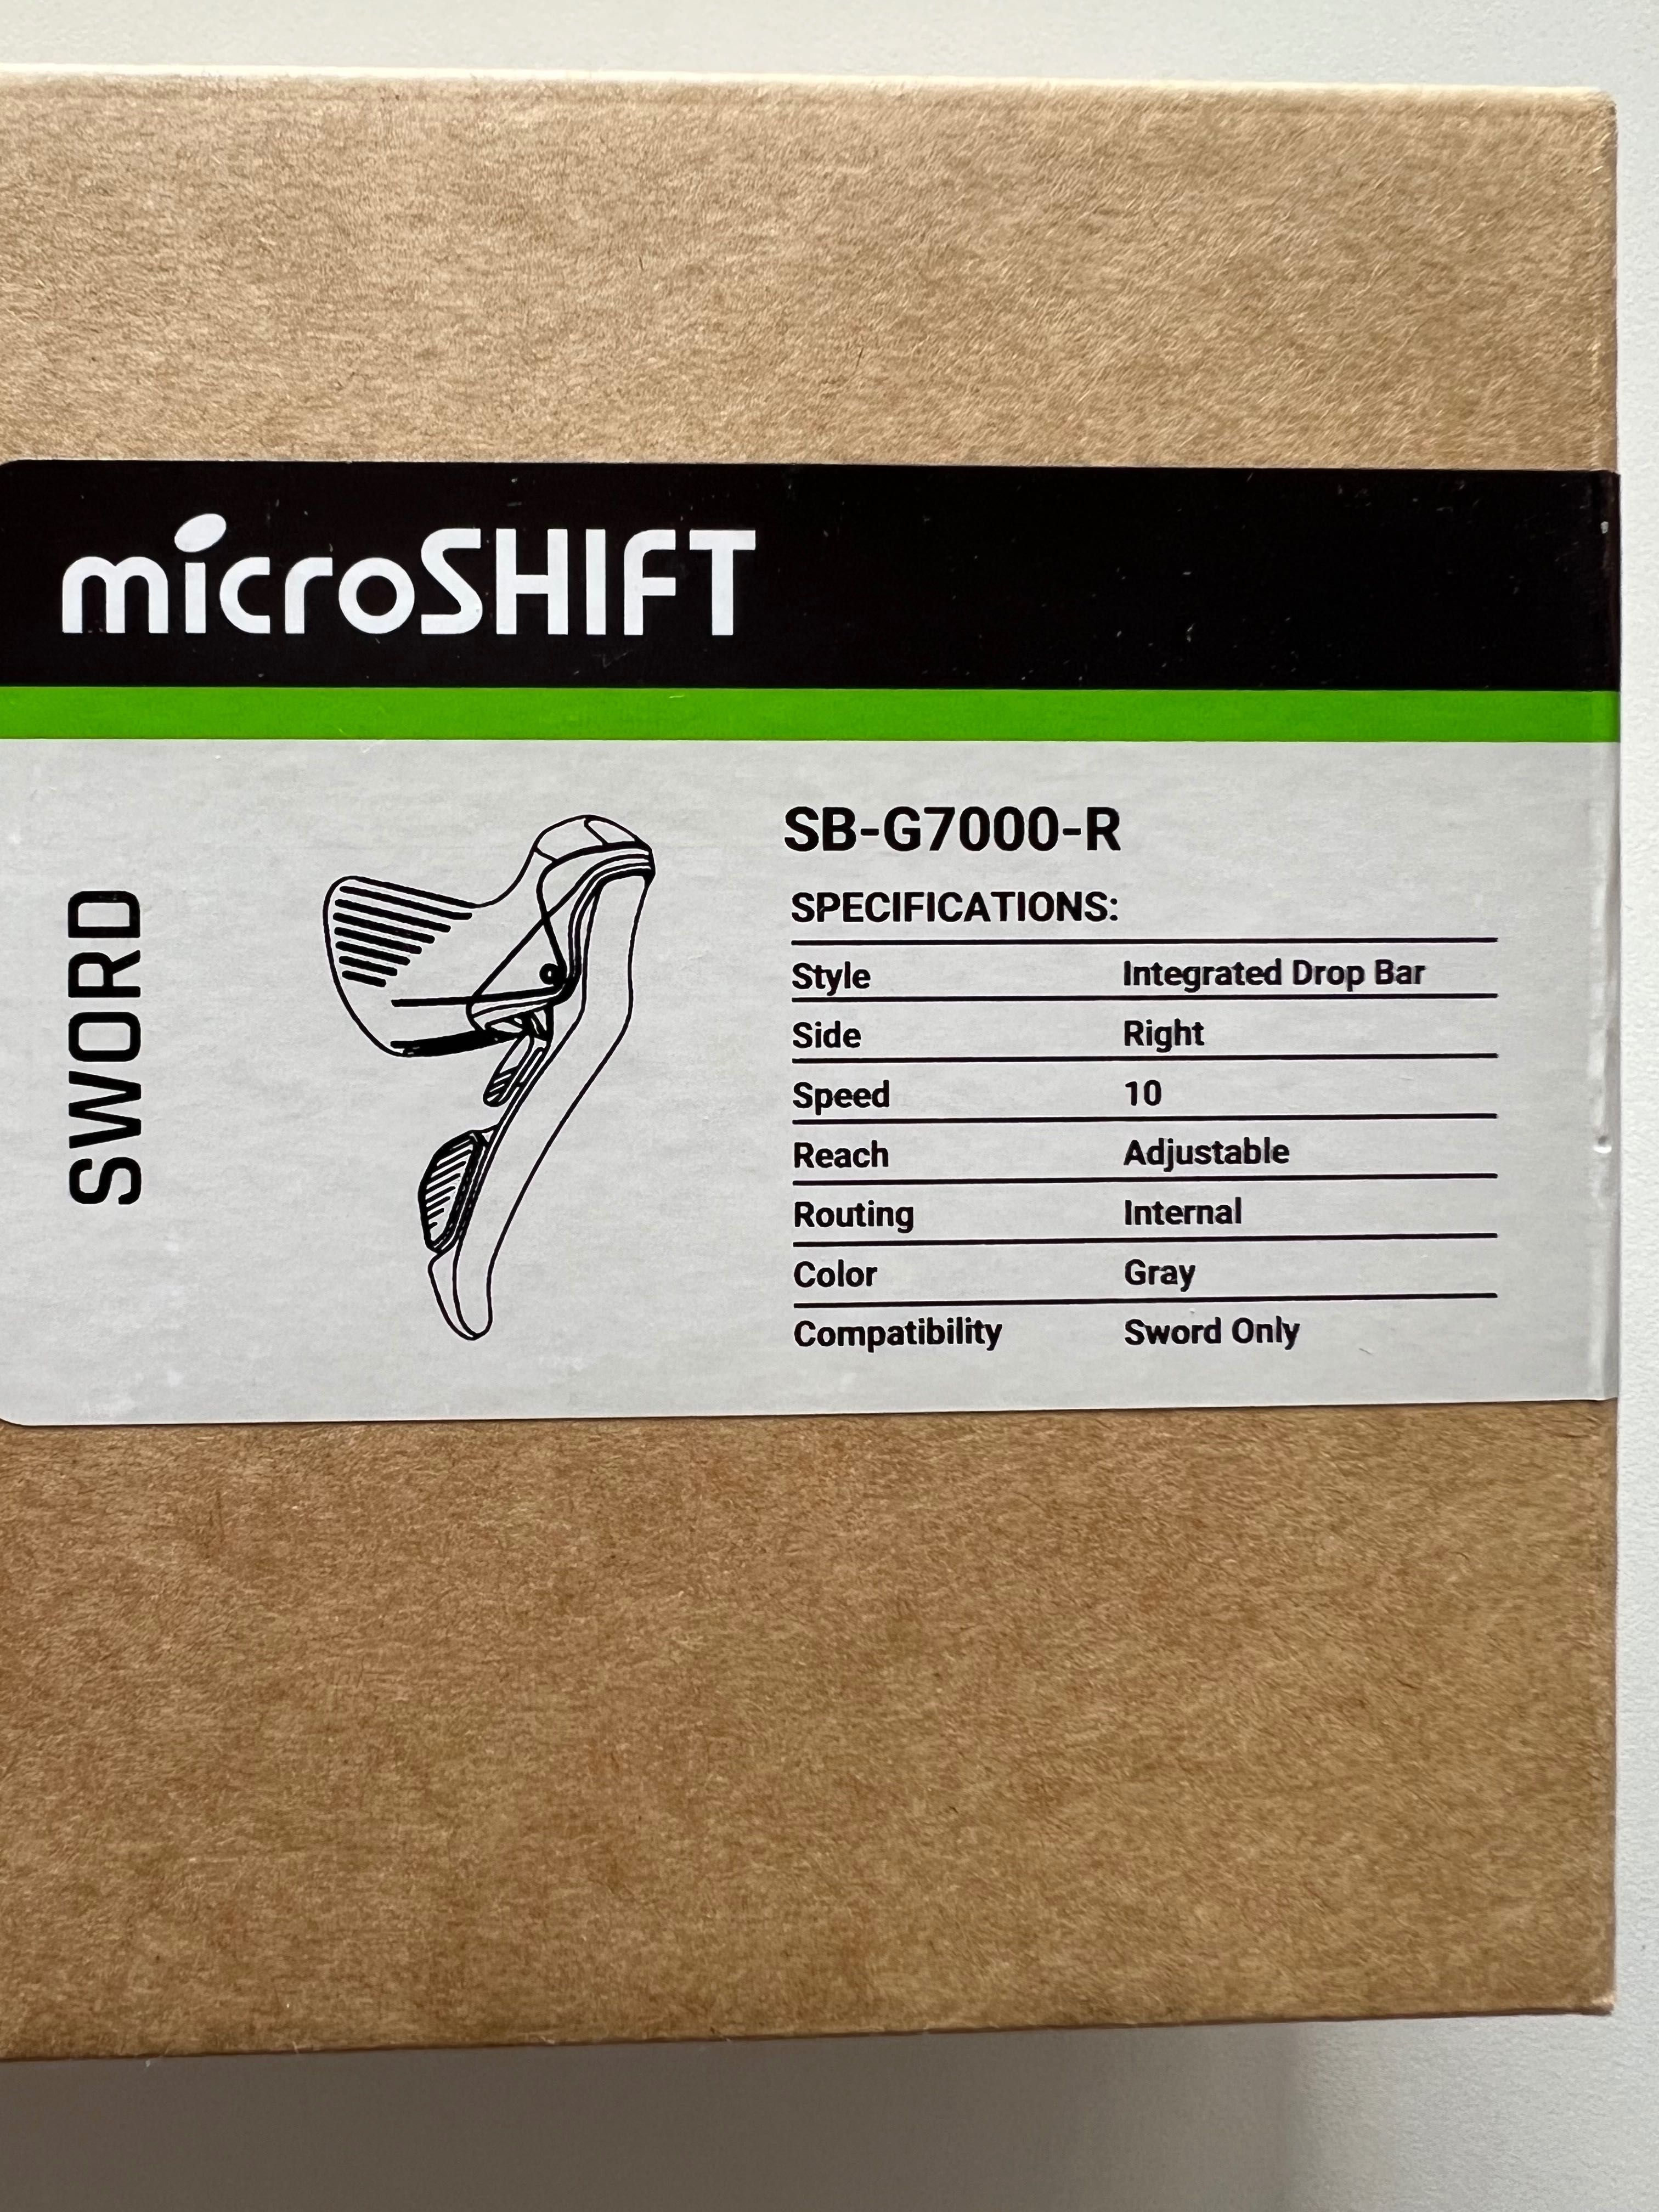 microSHIFT
SWORD
SB-G7000-R
SPECIFICATIONS:
Style Integrated Drop Bar
Side Right
Speed 10
Reach Adjustable
Routing Internal
Color Gray
Compatibility Sword Only